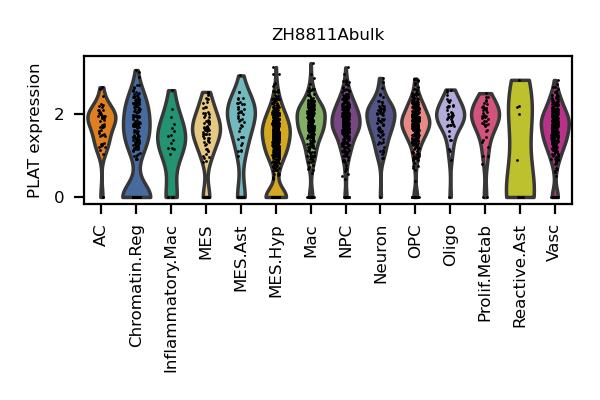 ZH8811Abulk
PLAT expression
2
0
AC
Chromatin.Reg
Inflammatory.Mac
MES
MES.Ast
MES.Hyp
Mac
NPC
Neuron
OPC
Oligo
Prolif.Metab
Reactive.Ast
Vasc